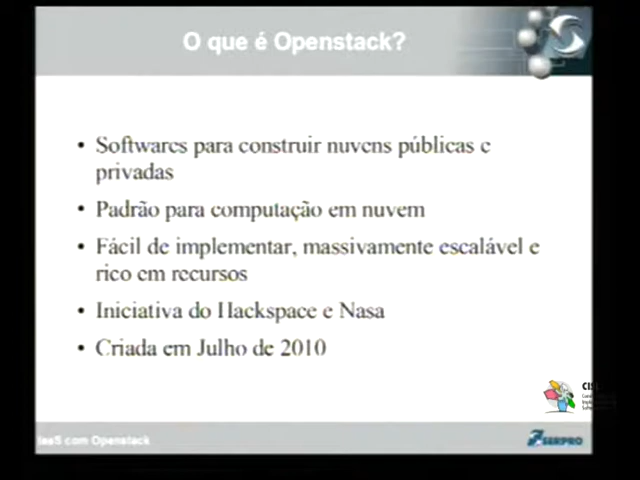 O que é Openstack?
• Softwares para construir nuvens públicas e
privadas
• Padrão para computação em nuvem
• Fácil de implementar, massivamente escalável e
rico em recursos
• Iniciativa do Hackspace e Nasa
• Criada em Julho de 2010
IaaS com Openstack
SERPRO